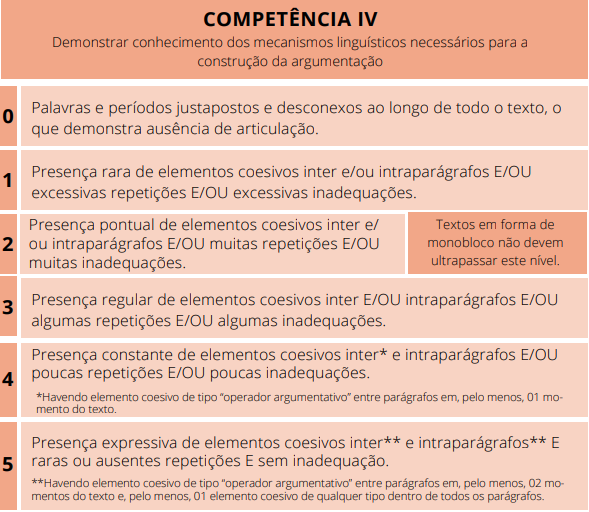 COMPETÊNCIA IV
Demonstrar conhecimento dos mecanismos linguísticos necessários para a
construção da argumentação
0
Palavras e períodos justapostos e desconexos ao longo de todo o texto, o
que demonstra ausência de articulação.
1
Presença rara de elementos coesivos inter e/ou intraparágrafos E/OU
excessivas repetições E/OU excessivas inadequações.
2
Presença pontual de elementos coesivos inter e/
ou intraparágrafos E/OU muitas repetições E/OU
muitas inadequações.
Textos em forma de
monobloco não devem
ultrapassar este nível.
3
Presença regular de elementos coesivos inter E/OU intraparágrafos E/OU
algumas repetições E/OU algumas inadequações.
4
Presença constante de elementos coesivos inter* e intraparágrafos E/OU
poucas repetições E/OU poucas inadequações.
*Havendo elemento coesivo de tipo “operador argumentativo” entre parágrafos em, pelo menos, 01 mo-
mento do texto.
5
Presença expressiva de elementos coesivos inter** e intraparágrafos** E
raras ou ausentes repetições E sem inadequação.
**Havendo elemento coesivo de tipo “operador argumentativo” entre parágrafos em, pelo menos, 02 mo-
mentos do texto e, pelo menos, 01 elemento coesivo de qualquer tipo dentro de todos os parágrafos.